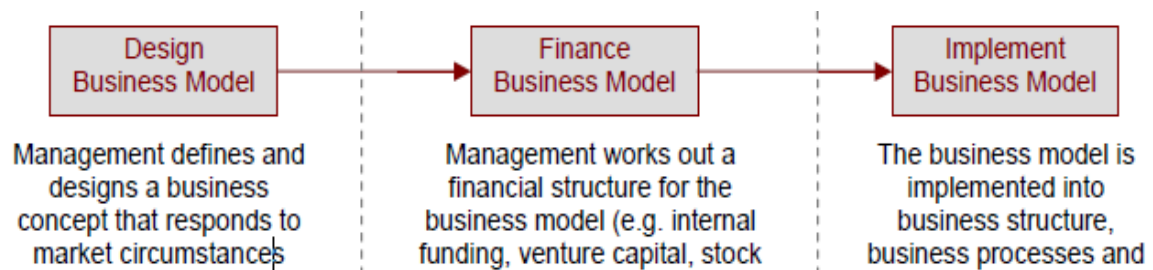 Design
Business Model
Finance
Business Model
Implement
Business Model
Management defines and
designs a business
concept that responds to
market circumstances
Management works out a
financial structure for the
business model (e.g. internal
funding, venture capital, stock
The business model is
implemented into
business structure,
business processes and